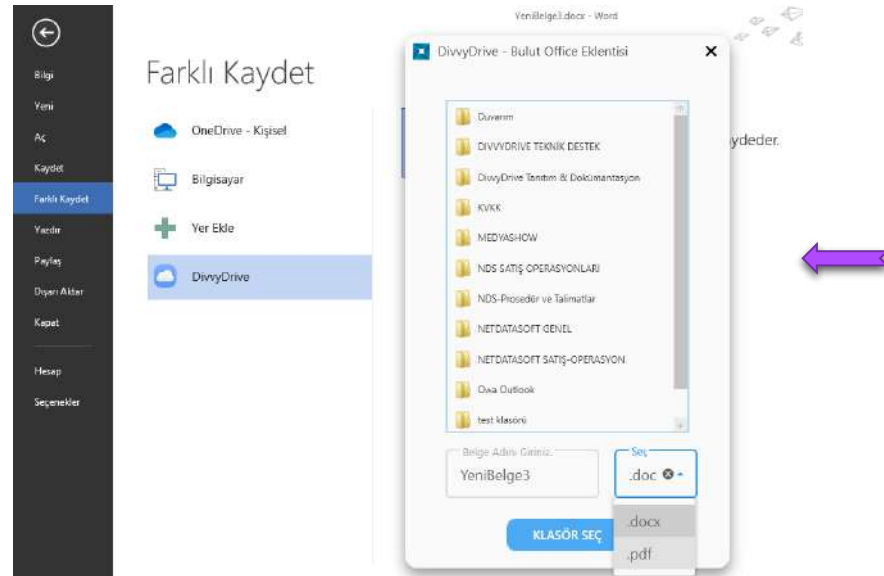 YeniBelge3.docx - Word
Bilgi
Yeni
Aç
Kaydet
Farklı Kaydet
Yazdır
Paylaş
Dışarı Aktar
Kapat
Hesap
Seçenekler
Farklı Kaydet
OneDrive - Kişisel
Bilgisayar
Yer Ekle
DivvyDrive
ydeder.
DivvyDrive - Bulut Office Eklentisi
Duvarım
DIVVYDRIVE TEKNİK DESTEK
DivvyDrive Tanıtım & Dokümantasyon
KVKK
MEDYASHOW
NDS SATIŞ OPERASYONLARI
NDS-Prosedür ve Talimatlar
NETDATASOFT GENEL
NETDATASOFT SATIŞ-OPERASYON
Owa Outlook
test klasörü
Belge Adını Giriniz.
YeniBelge3
Seç
.doc
.docx
.pdf
KLASÖR SEÇ